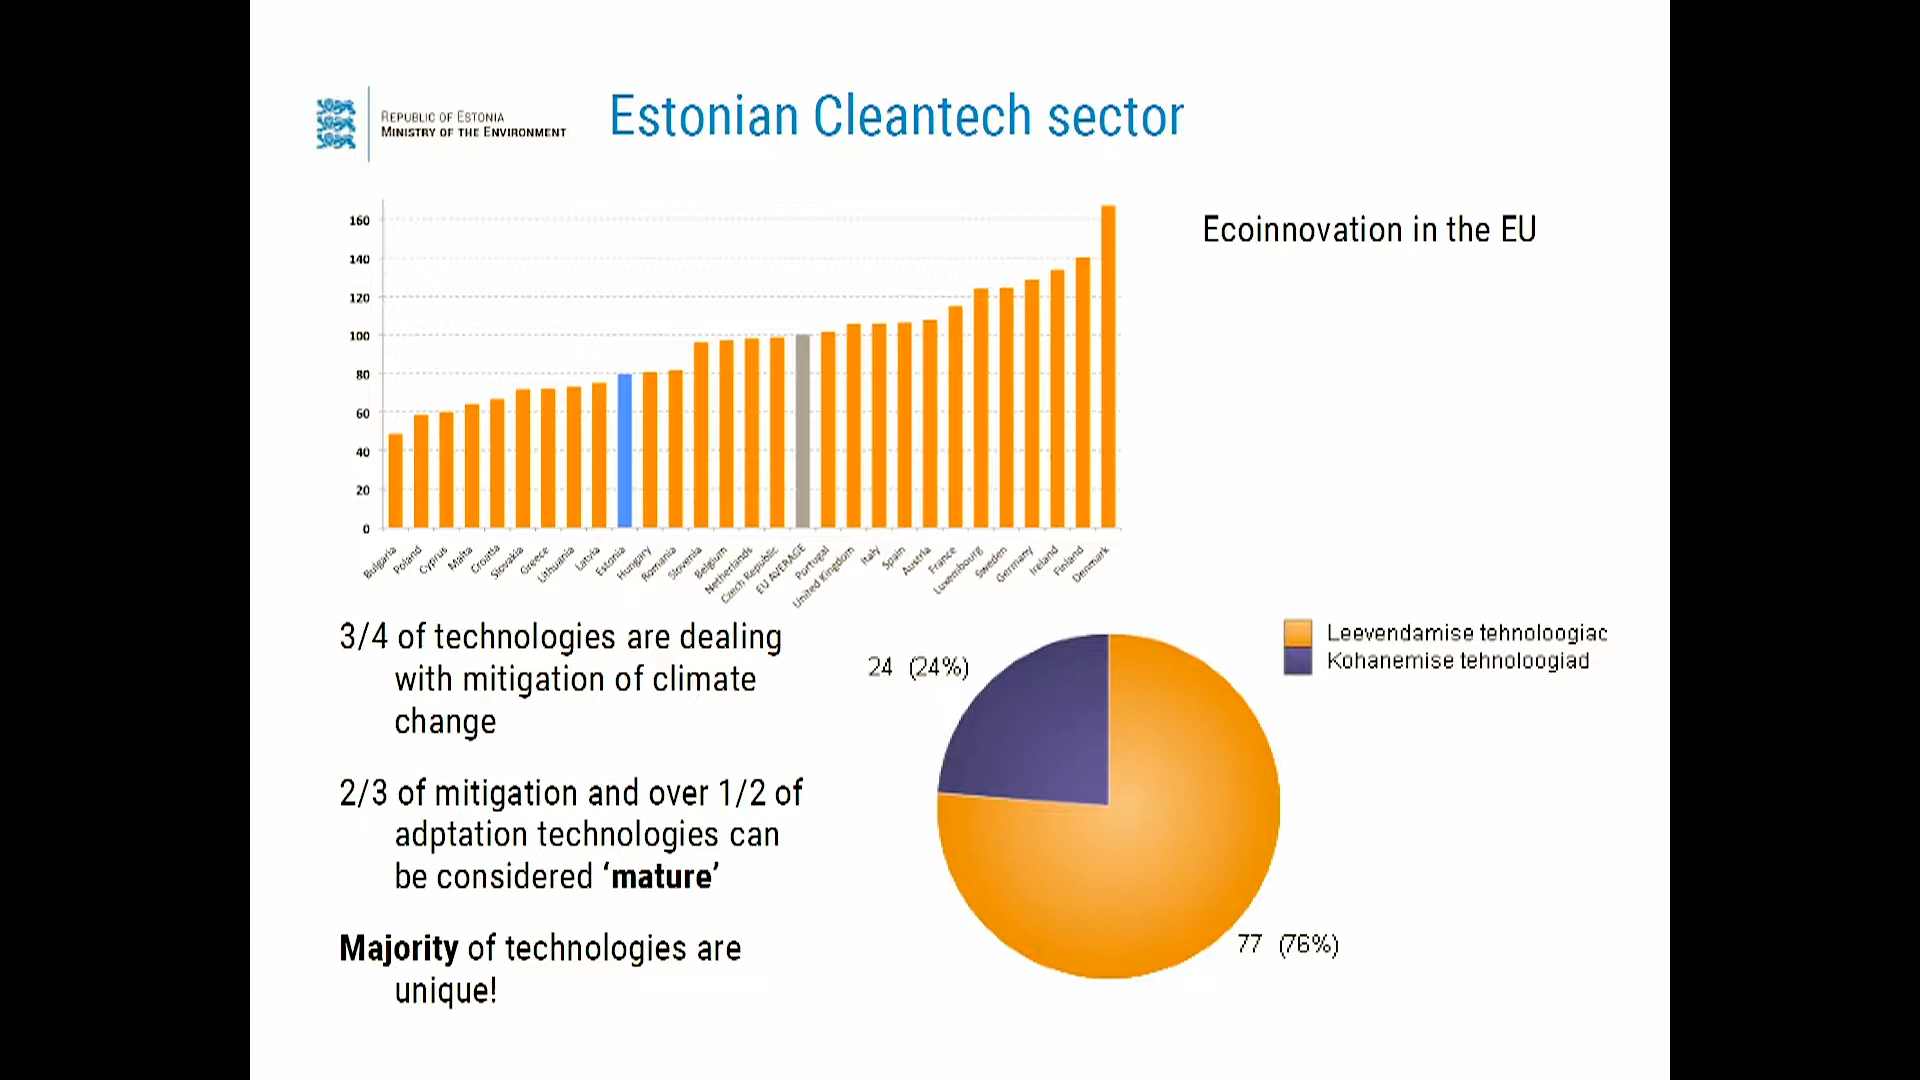 REPUBLIC OF ESTONIA
MINISTRY OF THE ENVIRONMENT
Estonian Cleantech sector
Ecoinnovation in the EU
160
140
120
100
80
60
40
20
0
Bulgaria
Poland
Cyprus
Malta
Croatia
Slovakia
Greece
Lithuania
Latvia
Estonia
Hungary
Romania
Slovenia
Belgium
Netherlands
Czech Republic
EU AVERAGE
Portugal
United Kingdom
Italy
Spain
Austria
France
Luxembourg
Sweden
Germany
Ireland
Finland
Denmark
3/4 of technologies are dealing
with mitigation of climate
change
2/3 of mitigation and over 1/2 of
adptation technologies can
be considered ‘mature’
Majority of technologies are
unique!
24 (24%)
77 (76%)
Leevendamise tehnoloogiac
Kohanemise tehnoloogiad